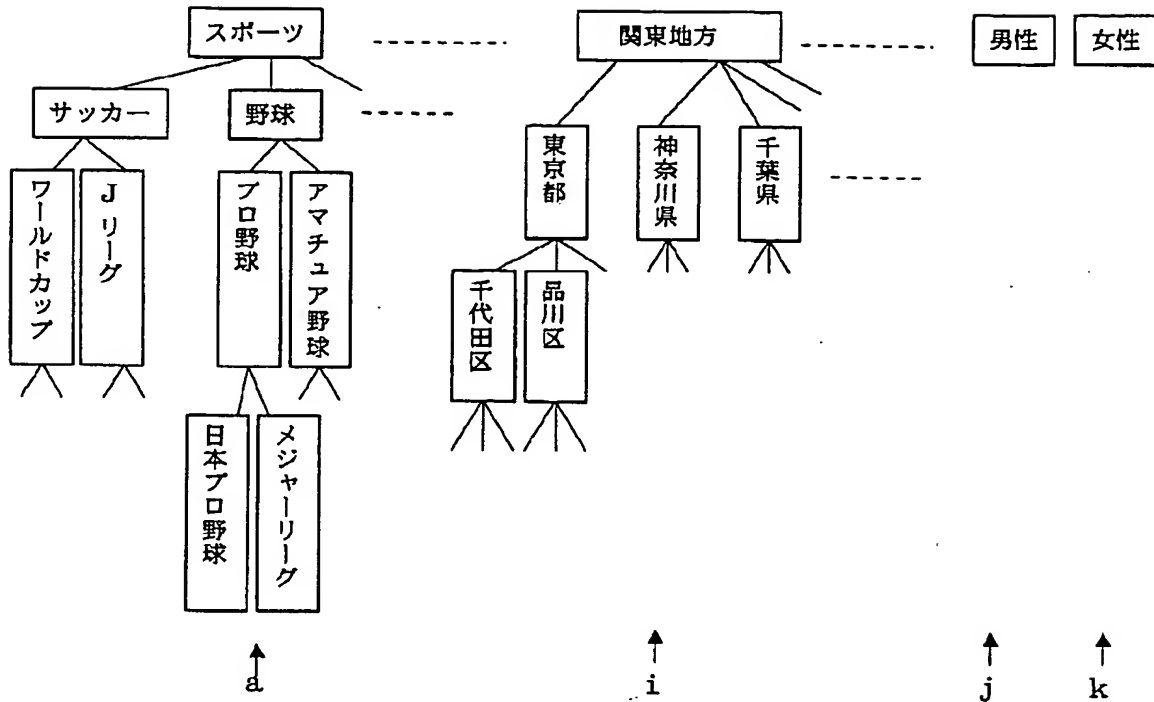 スポーツ
関東地方
男性
女性
サッカー
野球
東京都
神奈川県
千葉県
ワールドカップ
Jリーグ
プロ野球
アマチュア野球
千代田区
品川区
日本プロ野球
メジャーリーグ
a
i
j
k